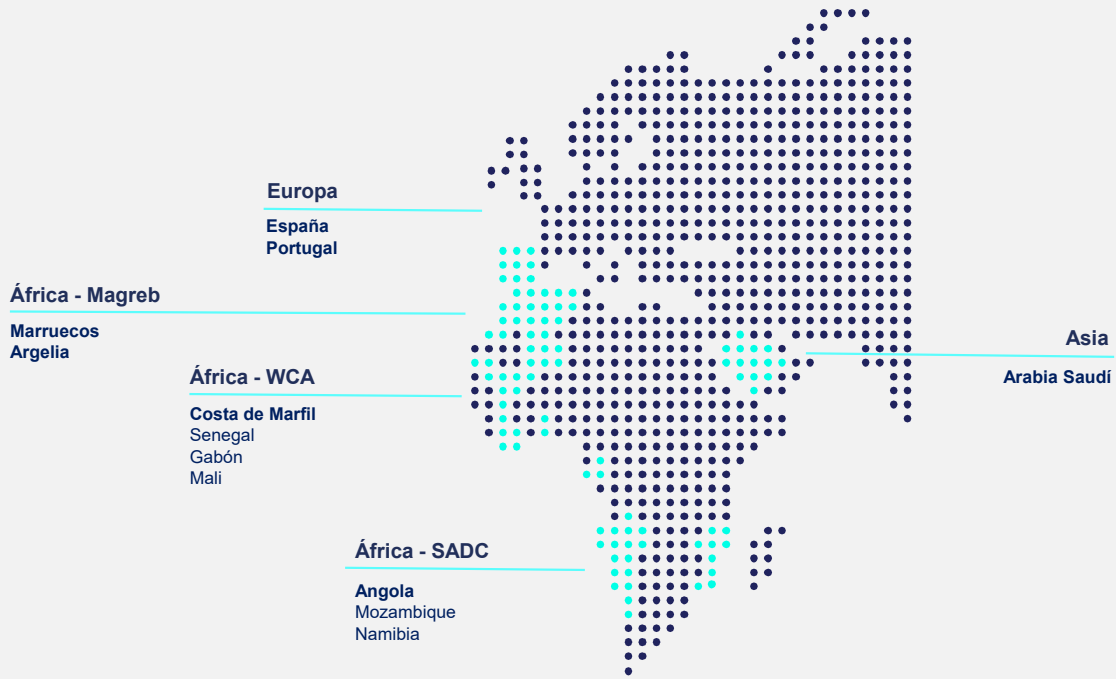 Europa
España
Portugal
África - Magreb
Marruecos
Argelia
África - WCA
Costa de Marfil
Senegal
Gabón
Mali
África - SADC
Angola
Mozambique
Namibia
Asia
Arabia Saudí